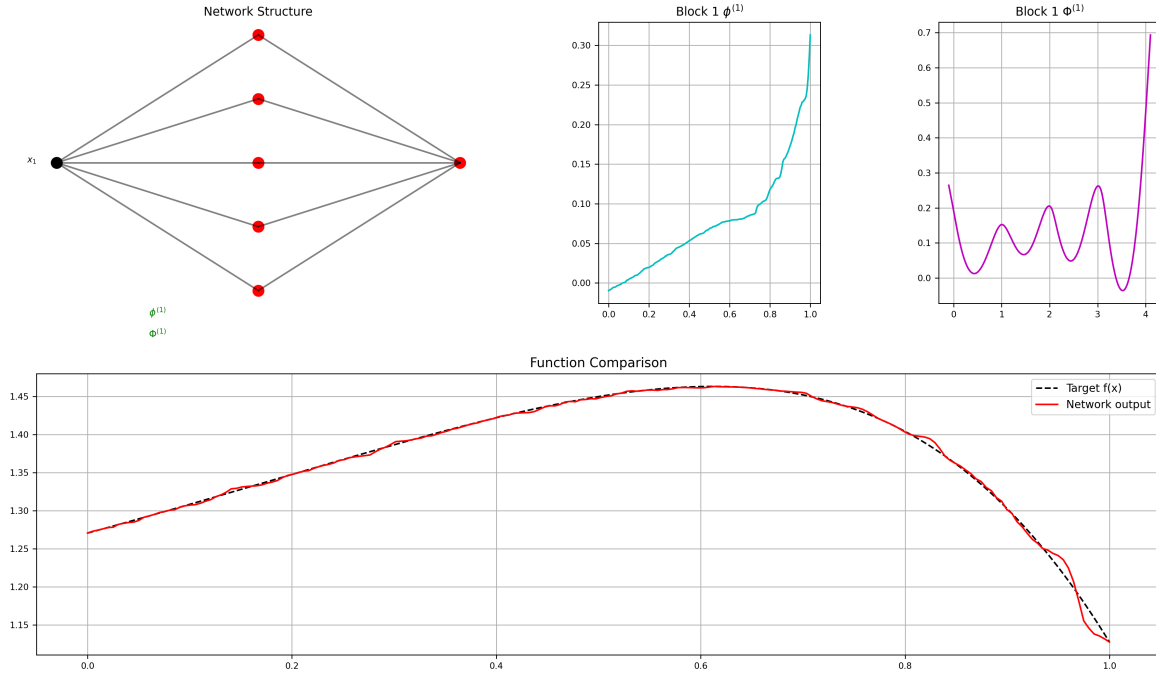 Network Structure
x₁
ϕ⁽¹⁾
Φ⁽¹⁾
Block 1 ϕ⁽¹⁾
0.30
0.25
0.20
0.15
0.10
0.05
0.00
0.0 0.2 0.4 0.6 0.8 1.0
Block 1 Φ⁽¹⁾
0.7
0.6
0.5
0.4
0.3
0.2
0.1
0.0
0 1 2 3 4
Function Comparison
Target f(x)
Network output
1.45
1.40
1.35
1.30
1.25
1.20
1.15
0.0 0.2 0.4 0.6 0.8 1.0